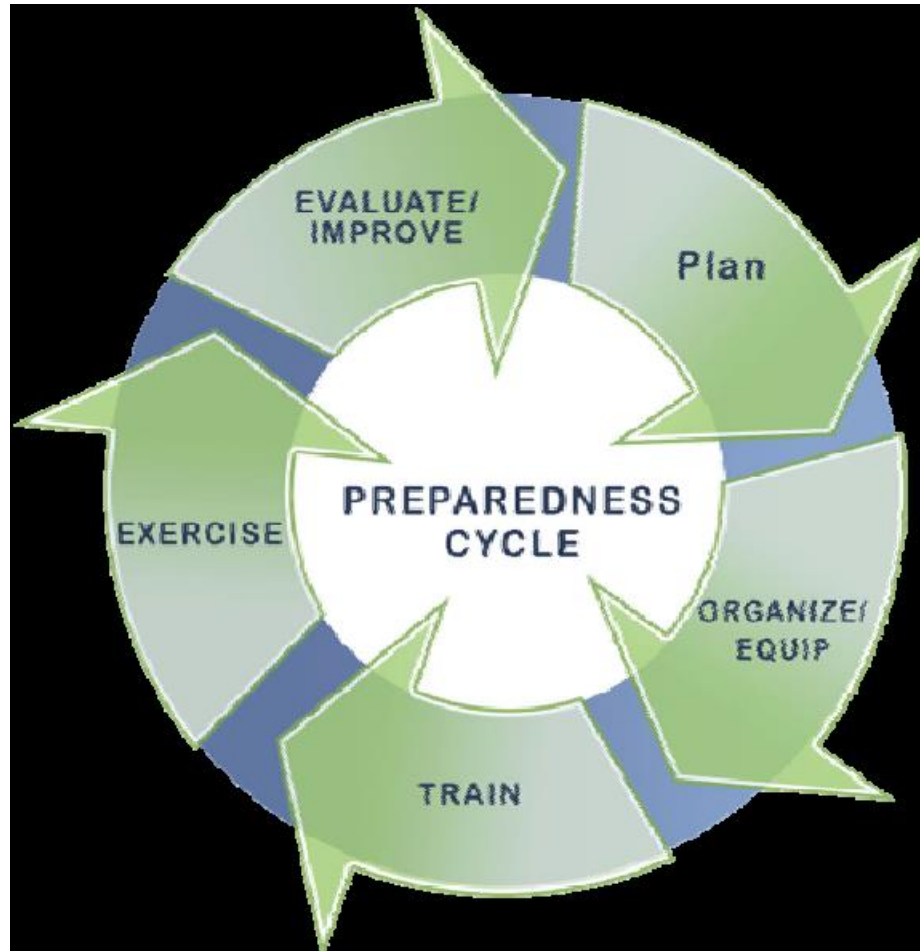 EVALUATE/
IMPROVE
Plan
PREPAREDNESS
CYCLE
EXERCISE
ORGANIZE/
EQUIP
TRAIN